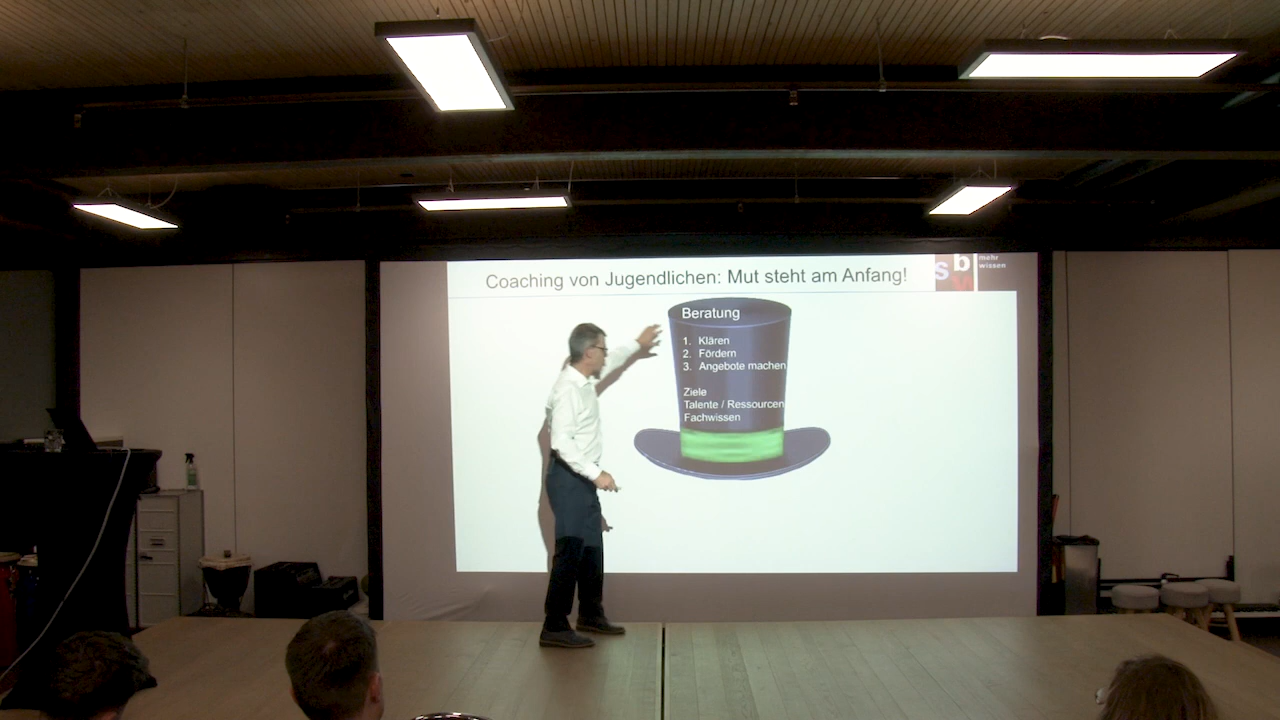 Coaching von Jugendlichen: Mut steht am Anfang!
sbv
mehr
wissen
Beratung
1. Klären
2. Fördern
3. Angebote machen
Ziele
Talente / Ressourcen
Fachwissen